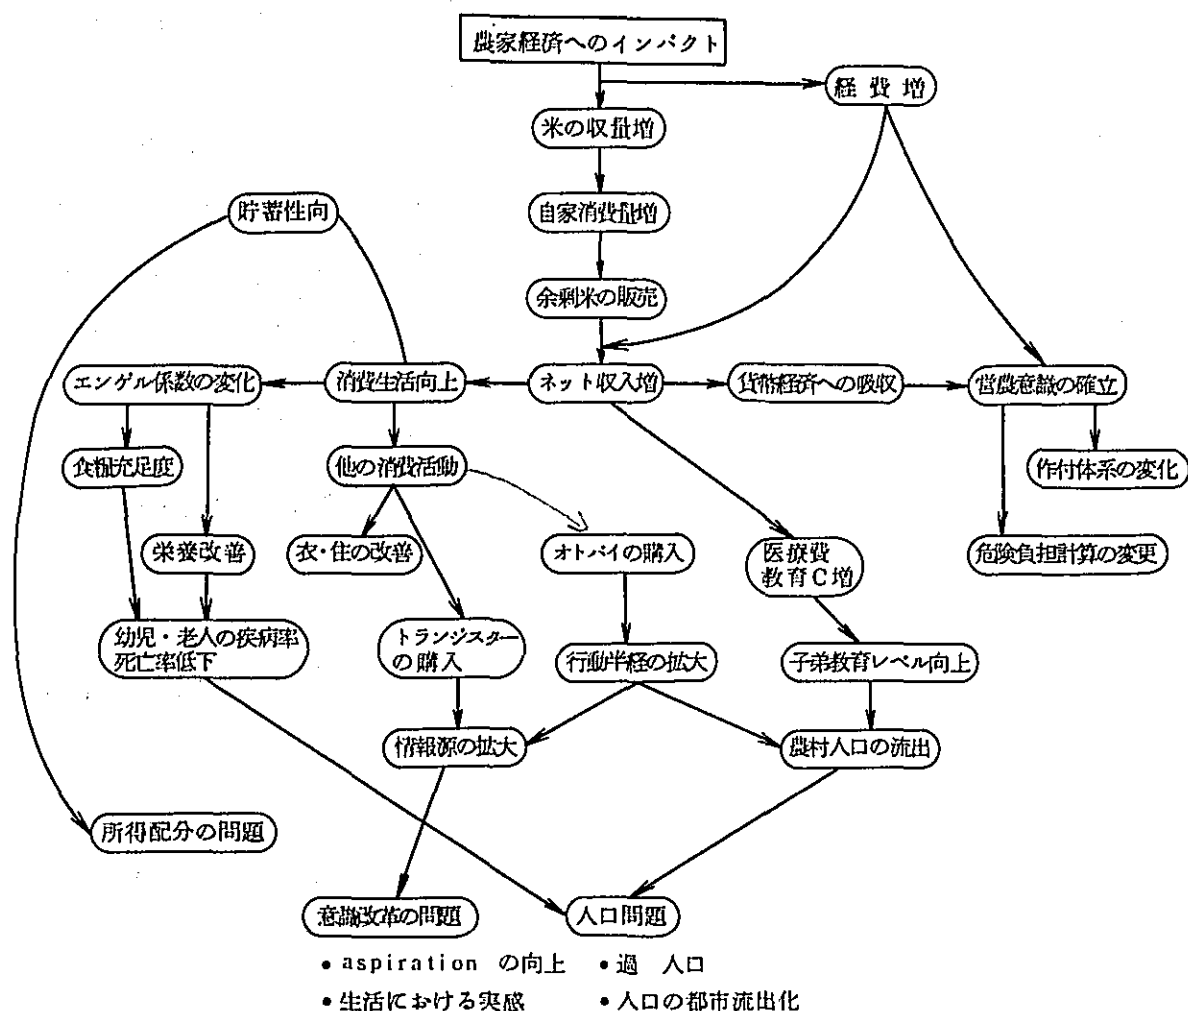 農家経済へのインパクト
経費増
米の収量増
自家消費量増
貯蓄性向
余剰米の販売
エンゲル係数の変化
消費生活向上
ネット収入増
貨幣経済への吸収
営農意識の確立
食糧充足度
他の消費活動
作付体系の変化
栄養改善
衣・住の改善
オトバイの購入
医療費
教育C増
危険負担計算の変更
幼児・老人の疾病率
死亡率低下
トランジスター
の購入
行動半経の拡大
子弟教育レベル向上
情報源の拡大
農村人口の流出
所得配分の問題
意識改革の問題
人口問題
• aspiration の向上
• 過 人口
• 生活における実感
• 人口の都市流出化